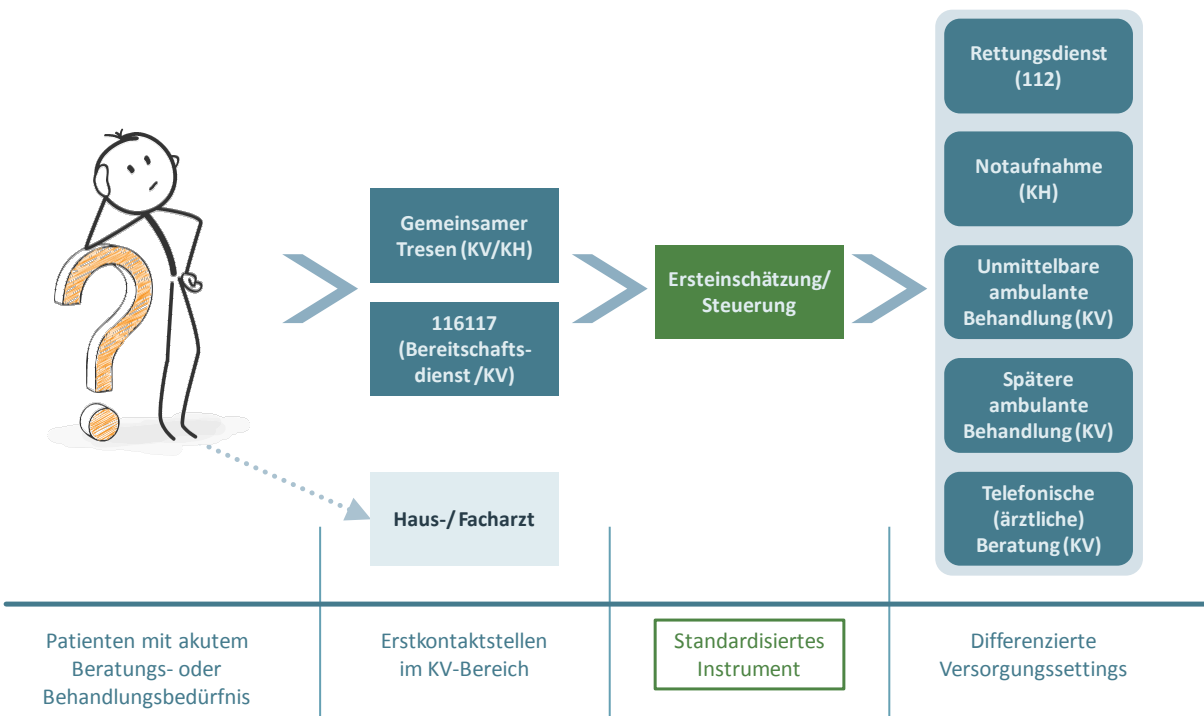 Gemeinsamer
Tresen (KV/KH)
116117
(Bereitschafts-
dienst /KV)
Haus-/ Facharzt
Ersteinschätzung/
Steuerung
Rettungsdienst
(112)
Notaufnahme
(KH)
Unmittelbare
ambulante
Behandlung (KV)
Spätere
ambulante
Behandlung (KV)
Telefonische
(ärztliche)
Beratung (KV)
Patienten mit akutem
Beratungs- oder
Behandlungsbedürfnis
Erstkontaktstellen
im KV-Bereich
Standardisiertes
Instrument
Differenzierte
Versorgungssettings